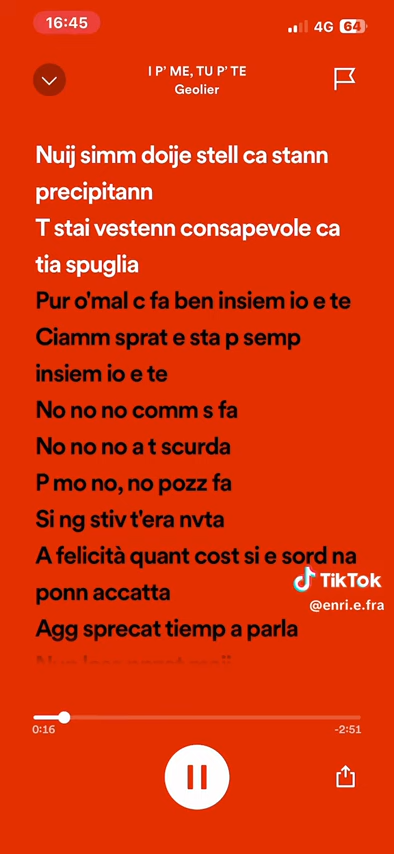 16:45
4G 64
I P' ME, TU P' TE
Geolier
Nuij simm doije stell ca stann
precipitann
T stai vestenn consapevole ca
tia spuglia
Pur o'mal c fa ben insiem io e te
Ciamm sprat e sta p semp
insiem io e te
No no no comm s fa
No no no a t scurda
P mo no, no pozz fa
Si ng stiv t'era nvta
A felicità quant cost si e sord na
ponn accatta
TikTok
@enri.e.fra
Agg sprecat tiemp a parla
0:16
-2:51